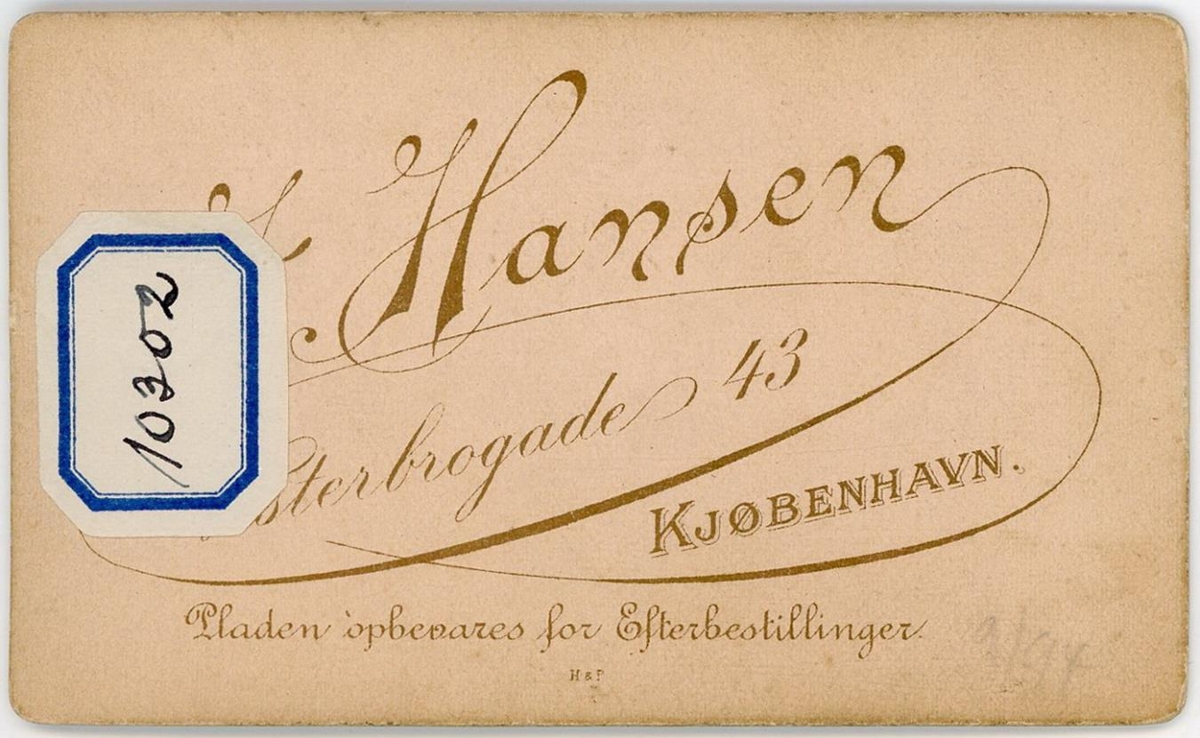 Hansen
10302
sterbrogade 43
KJØBENHAVN.
Pladen opbevares for Efterbestillinger.
H & P